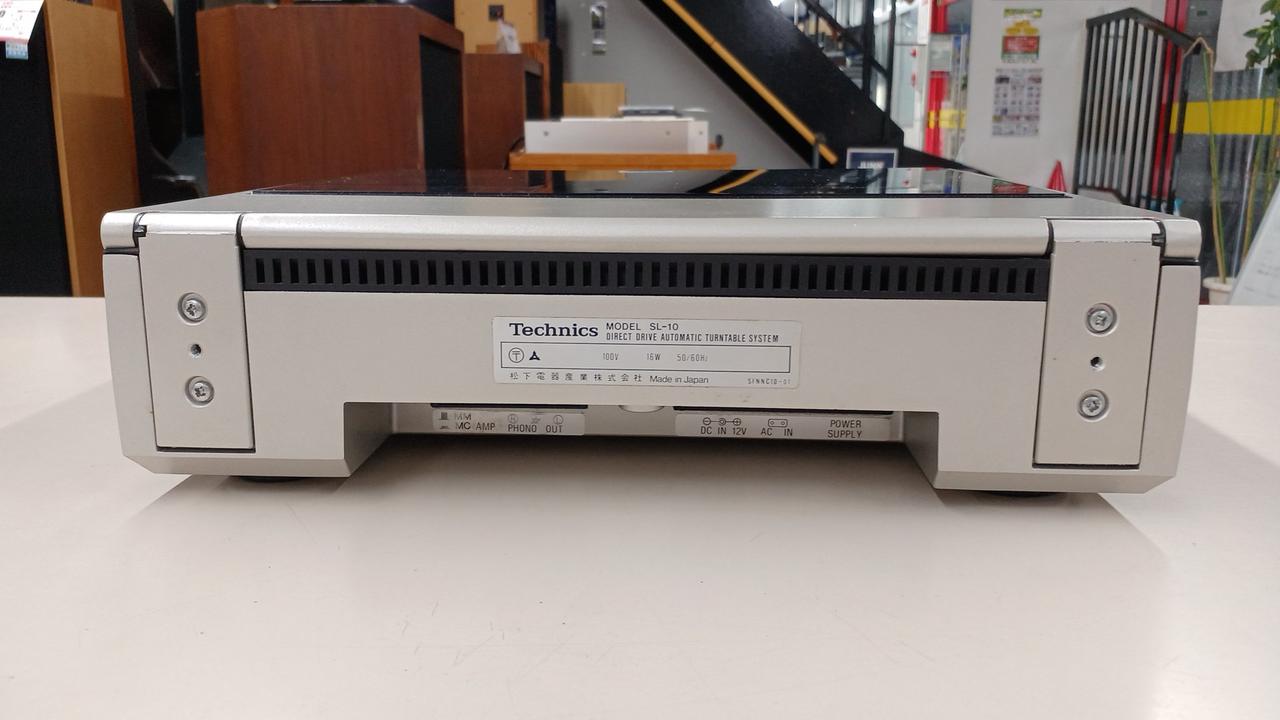 Technics MODEL SL-10
DIRECT DRIVE AUTOMATIC TURNTABLE SYSTEM
100V 16W 50/60Hz
松下電器産業株式会社 Made in Japan SFNNC10-01
MM
MC AMP PHONO OUT
R L
DC IN 12V AC IN POWER SUPPLY